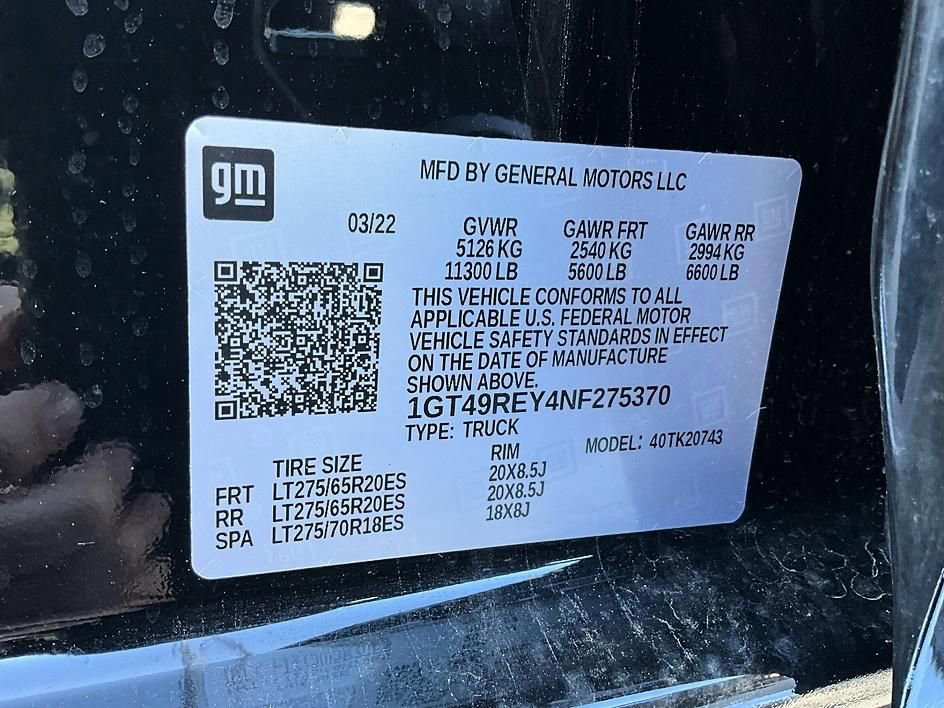 gm
MFD BY GENERAL MOTORS LLC
03/22 GVWR GAWR FRT GAWR RR
5126 KG 2540 KG 2994 KG
11300 LB 5600 LB 6600 LB
THIS VEHICLE CONFORMS TO ALL
APPLICABLE U.S. FEDERAL MOTOR
VEHICLE SAFETY STANDARDS IN EFFECT
ON THE DATE OF MANUFACTURE
SHOWN ABOVE.
1GT49REY4NF275370
TYPE: TRUCK MODEL: 40TK20743
TIRE SIZE RIM
FRT LT275/65R20ES 20X8.5J
RR LT275/65R20ES 20X8.5J
SPA LT275/70R18ES 18X8J